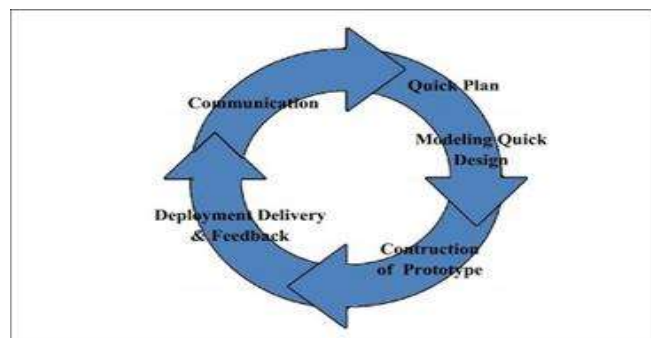 Communication
Quick Plan
Modeling Quick
Design
Contruction
of Prototype
Deployment Delivery
& Feedback